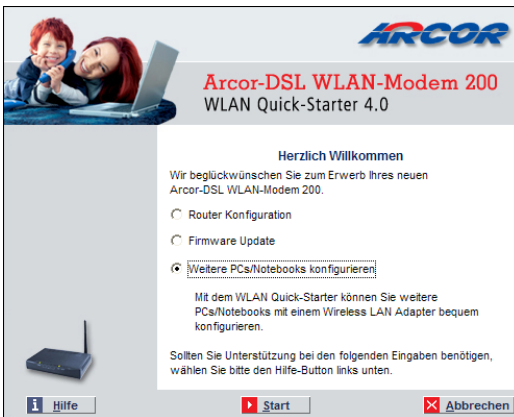 ARCOR
Arcor-DSL WLAN-Modem 200
WLAN Quick-Starter 4.0
Herzlich Willkommen
Wir beglückwünschen Sie zum Erwerb Ihres neuen
Arcor-DSL WLAN-Modem 200.
Router Konfiguration
Firmware Update
Weitere PCs/Notebooks konfigurieren
Mit dem WLAN Quick-Starter können Sie weitere
PCs/Notebooks mit einem Wireless LAN Adapter bequem
konfigurieren.
Sollten Sie Unterstützung bei den folgenden Eingaben benötigen,
wählen Sie bitte den Hilfe-Button links unten.
i Hilfe
Start
Abbrechen